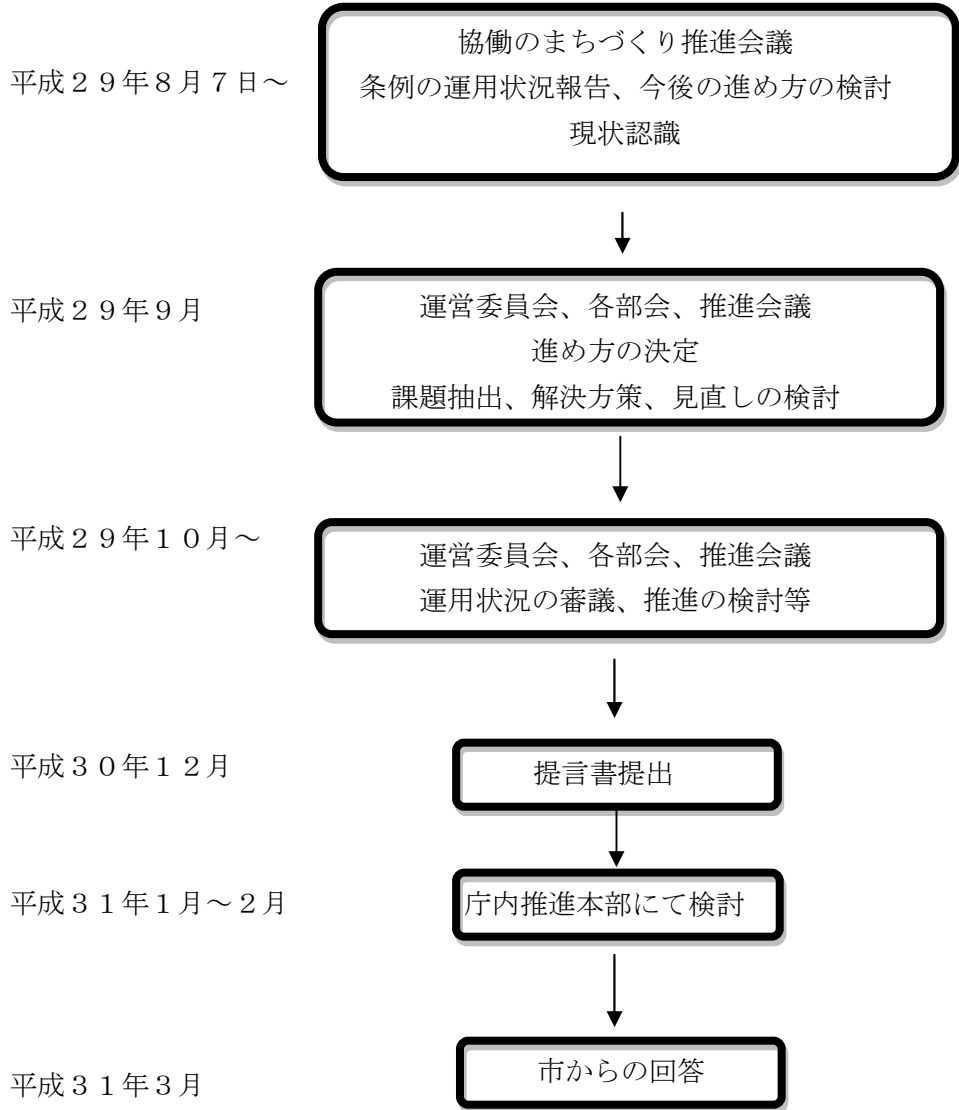 平成２９年８月７日～
協働のまちづくり推進会議
条例の運用状況報告、今後の進め方の検討
現状認識
平成２９年９月
運営委員会、各部会、推進会議
進め方の決定
課題抽出、解決方策、見直しの検討
平成２９年１０月～
運営委員会、各部会、推進会議
運用状況の審議、推進の検討等
平成３０年１２月
提言書提出
平成３１年１月～２月
庁内推進本部にて検討
平成３１年３月
市からの回答